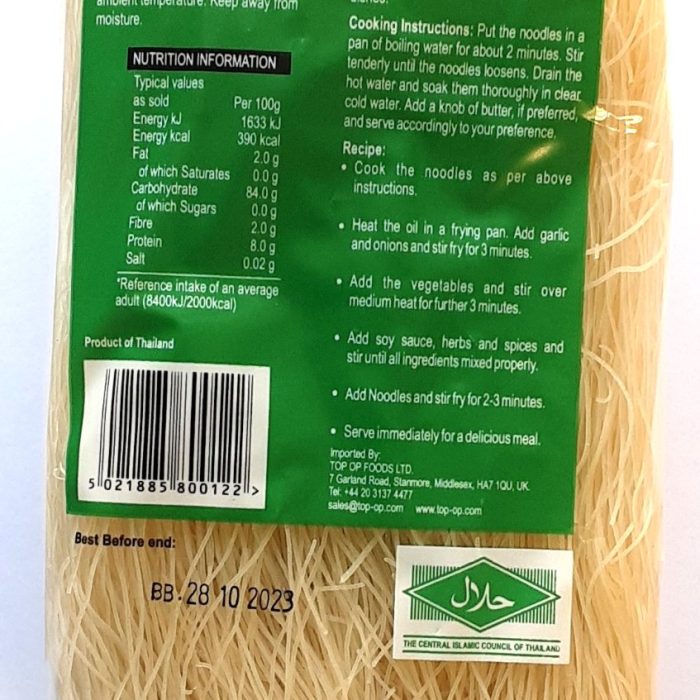 ambient temperature. Keep away from
moisture.
NUTRITION INFORMATION
Typical values
as sold Per 100g
Energy kJ 1633 kJ
Energy kcal 390 kcal
Fat 2.0 g
of which Saturates 0.0 g
Carbohydrate 84.0 g
of which Sugars 0.0 g
Fibre 2.0 g
Protein 8.0 g
Salt 0.02 g
*Reference intake of an average
adult (8400kJ/2000kcal)
Product of Thailand
5 021885 800122 >
Best Before end:
BB.28 10 2023
Cooking Instructions: Put the noodles in a
pan of boiling water for about 2 minutes. Stir
tenderly until the noodles loosens. Drain the
hot water and soak them thoroughly in clear
cold water. Add a knob of butter, if preferred,
and serve accordingly to your preference.
Recipe:
• Cook the noodles as per above
instructions.
• Heat the oil in a frying pan. Add garlic
and onions and stir fry for 3 minutes.
• Add the vegetables and stir over
medium heat for further 3 minutes.
• Add soy sauce, herbs and spices and
stir until all ingredients mixed properly.
• Add Noodles and stir fry for 2-3 minutes.
• Serve immediately for a delicious meal.
Imported By:
TOP OP FOODS LTD.
7 Garland Road, Stanmore, Middlesex, HA7 1QU, UK.
Tel: +44 20 3137 4477
sales@top-op.com www.top-op.com
حلال
THE CENTRAL ISLAMIC COUNCIL OF THAILAND